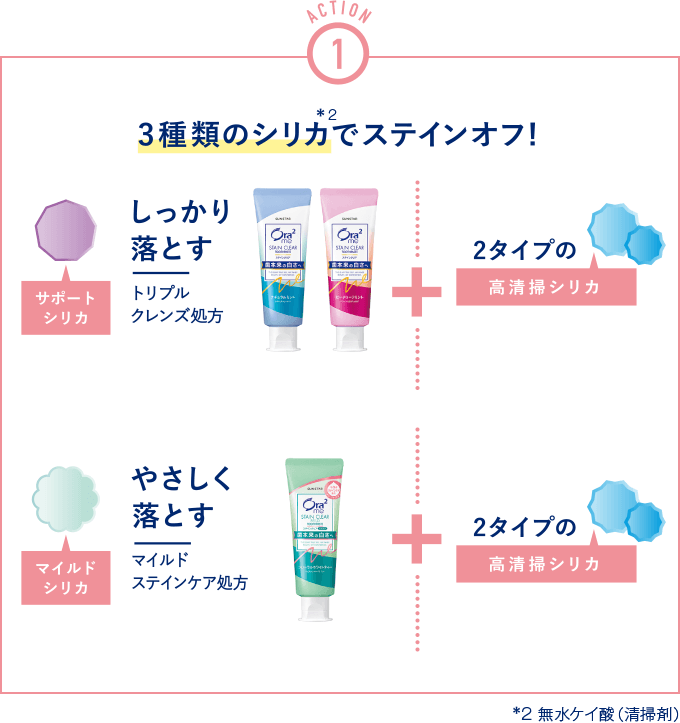 ACTION
1
3種類のシリカ*2でステインオフ!
しっかり
落とす
サポート
シリカ
トリプル
クレンズ処方
SUNSTAR
Ora2
me
STAIN CLEAR
歯本来の白さへ
SUNSTAR
Ora2
me
STAIN CLEAR
歯本来の白さへ
+
2タイプの
高清掃シリカ
やさしく
落とす
マイルド
シリカ
マイルド
ステインケア処方
SUNSTAR
Ora2
me
STAIN CLEAR
歯本来の白さへ
+
2タイプの
高清掃シリカ
*2 無水ケイ酸(清掃剤)